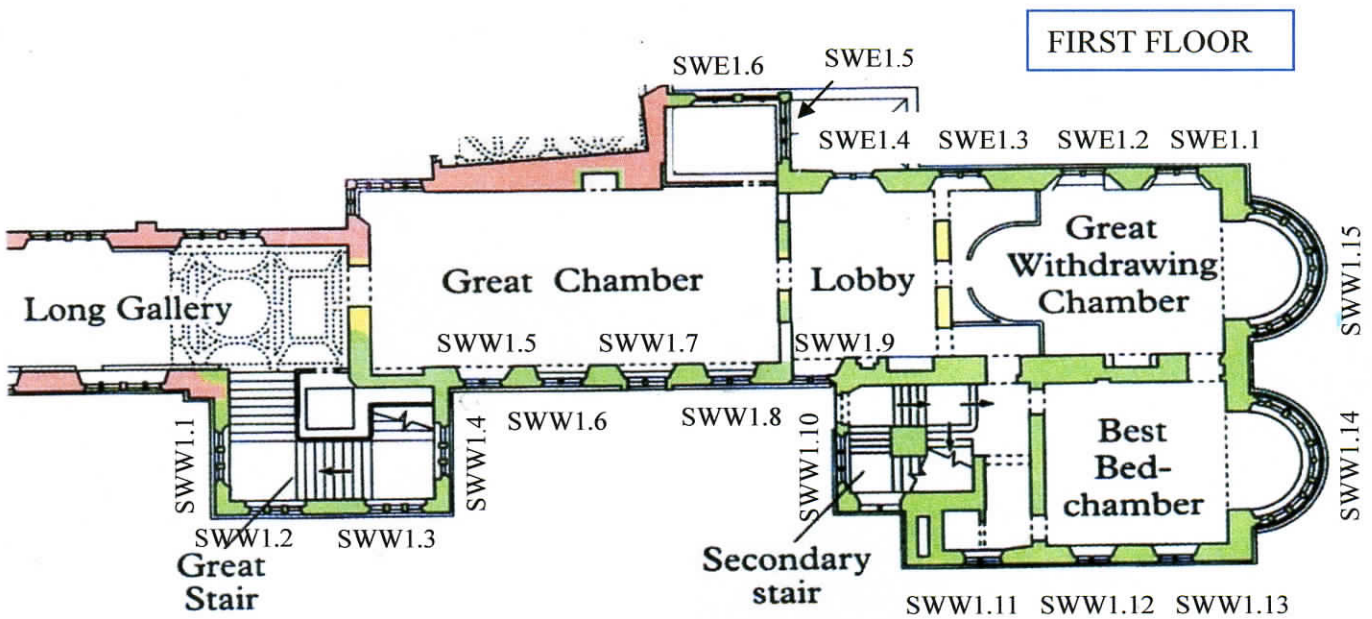 FIRST FLOOR
SWE1.6
SWE1.5
SWE1.4
SWE1.3
SWE1.2
SWE1.1
Long Gallery
Great Chamber
Lobby
Great
Withdrawing
Chamber
SWW1.15
SWW1.5
SWW1.7
SWW1.9
SWW1.6
SWW1.8
SWW1.1
SWW1.4
SWW1.10
Best
Bed-
chamber
SWW1.14
SWW1.2
SWW1.3
Great
Stair
Secondary
stair
SWW1.11
SWW1.12
SWW1.13